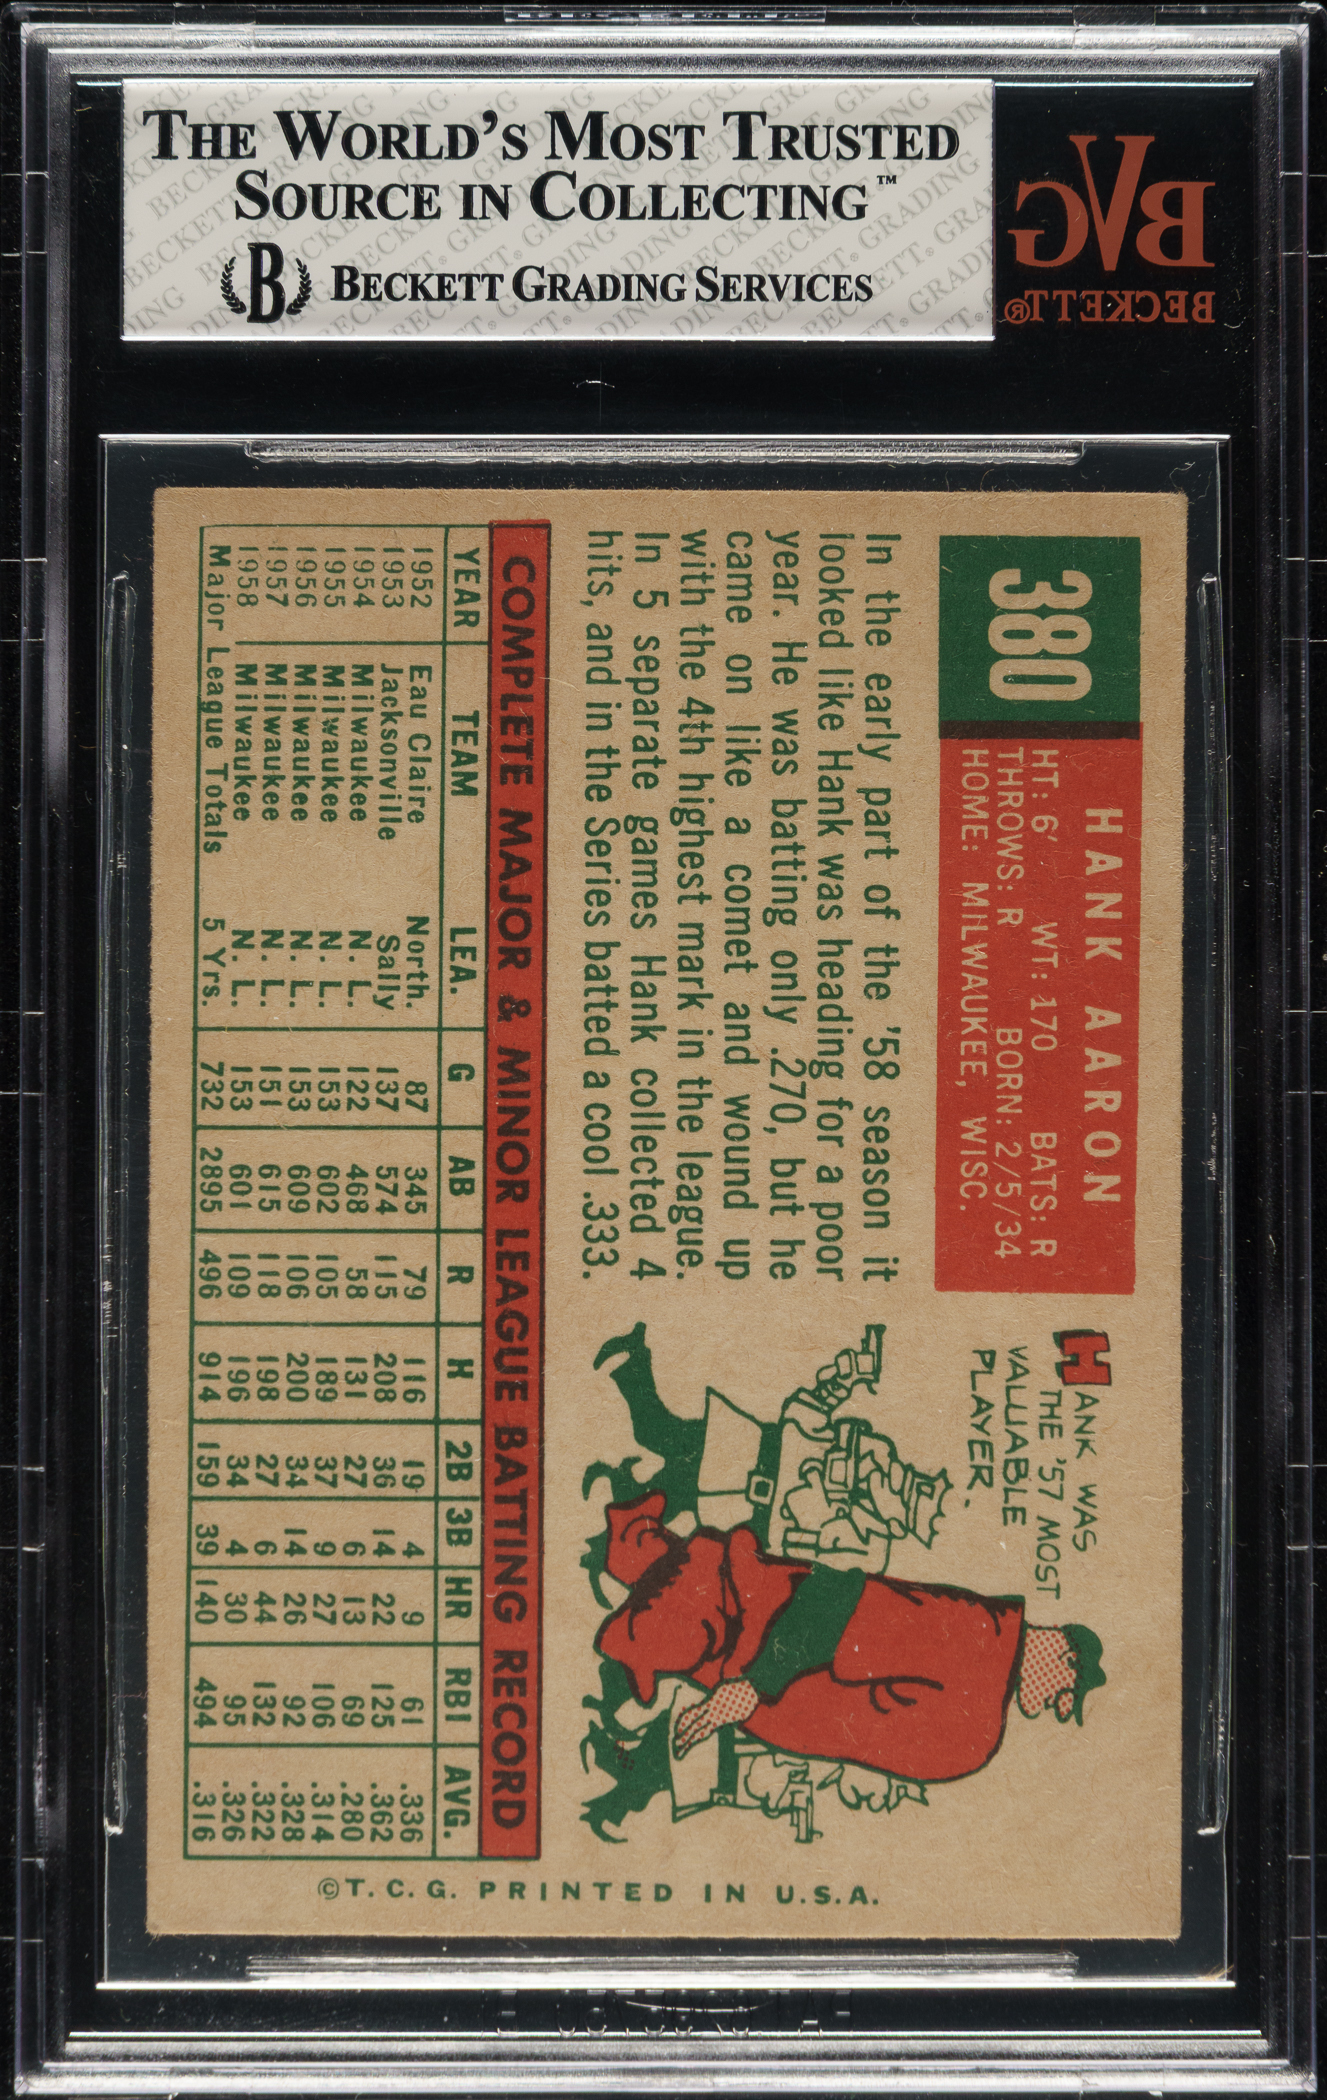 THE WORLD'S MOST TRUSTED
SOURCE IN COLLECTING™
B BECKETT GRADING SERVICES
BVG
BECKETT®
380
HANK AARON
HT: 6' WT: 170 BATS: R
THROWS: R BORN: 2/5/34
HOME: MILWAUKEE, WISC.
In the early part of the '58 season it
looked like Hank was heading for a poor
year. He was batting only .270, but he
came on like a comet and wound up
with the 4th highest mark in the league.
In 5 separate games Hank collected 4
hits, and in the Series batted a cool .333.
HANK WAS
THE '57 MOST
VALUABLE
PLAYER.
COMPLETE MAJOR & MINOR LEAGUE BATTING RECORD
YEAR TEAM LEA. G AB R H 2B 3B HR RBI AVG.
1952 Eau Claire North. 87 345 79 116 19 4 9 61 .336
1953 Jacksonville Sally 137 574 115 208 36 14 22 125 .362
1954 Milwaukee N. L. 122 468 58 131 27 6 13 69 .280
1955 Milwaukee N. L. 153 602 105 189 37 9 27 106 .314
1956 Milwaukee N. L. 153 609 106 200 34 14 26 92 .328
1957 Milwaukee N. L. 151 615 118 198 27 6 44 132 .322
1958 Milwaukee N. L. 153 601 109 196 34 4 30 95 .326
Major League Totals 5 Yrs. 732 2895 496 914 159 39 140 494 .316
© T. C. G. PRINTED IN U.S.A.